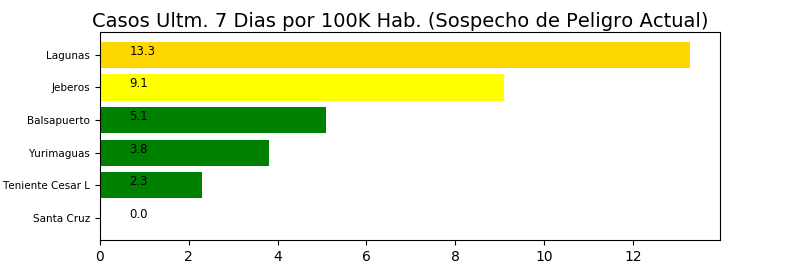 Casos Ultm. 7 Dias por 100K Hab. (Sospecho de Peligro Actual)
Lagunas 13.3
Jeberos 9.1
Balsapuerto 5.1
Yurimaguas 3.8
Teniente Cesar L 2.3
Santa Cruz 0.0
0 2 4 6 8 10 12